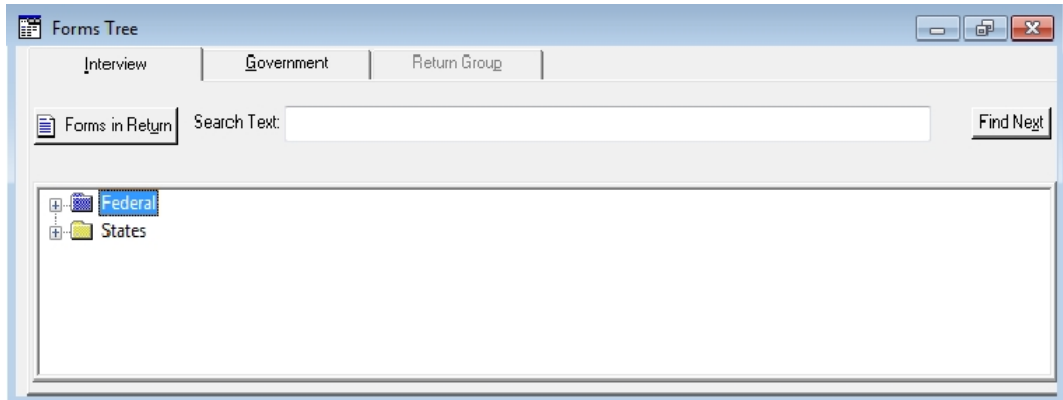 Forms Tree
Interview Government Return Group
Forms in Return Search Text: Find Next
Federal
States